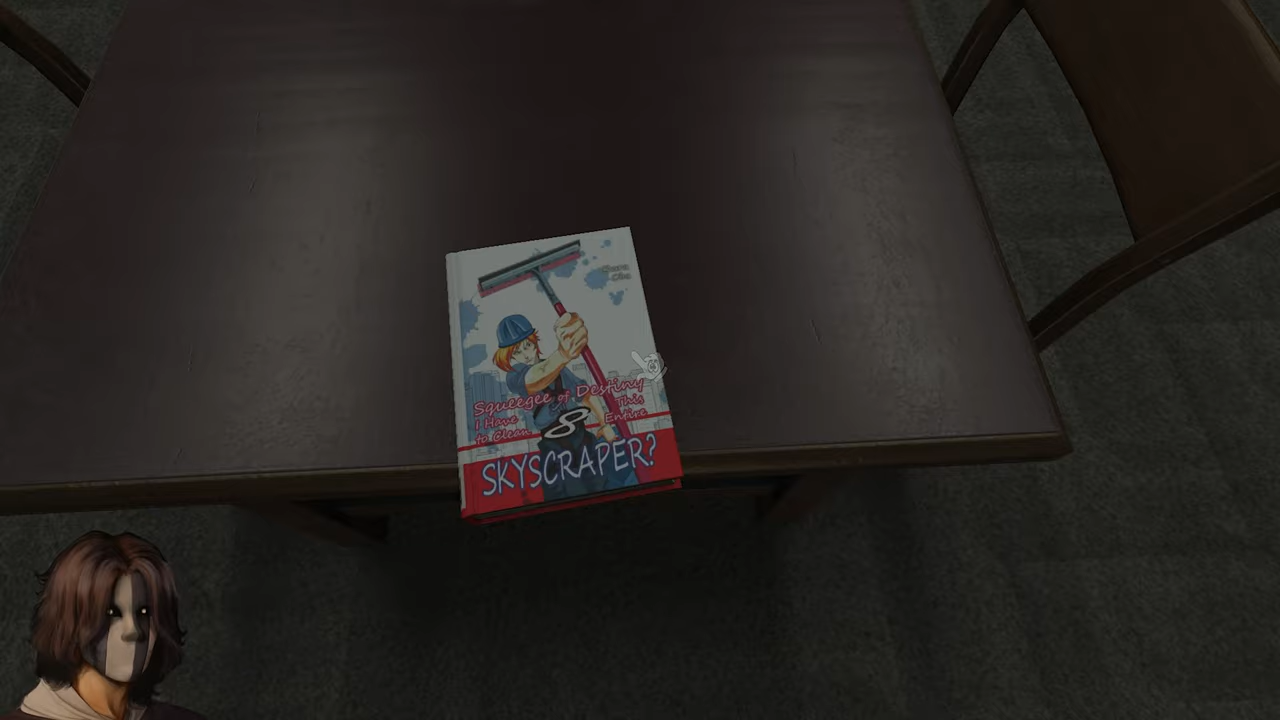 Squeegee of Destiny
8
I Have
to Clean
This
Entire
SKYSCRAPER?